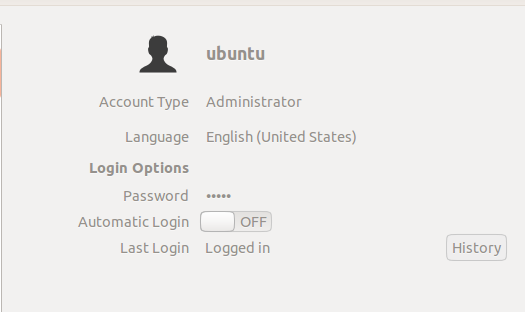 ubuntu
Account Type Administrator
Language English (United States)
Login Options
Password •••••
Automatic Login OFF
Last Login Logged in History